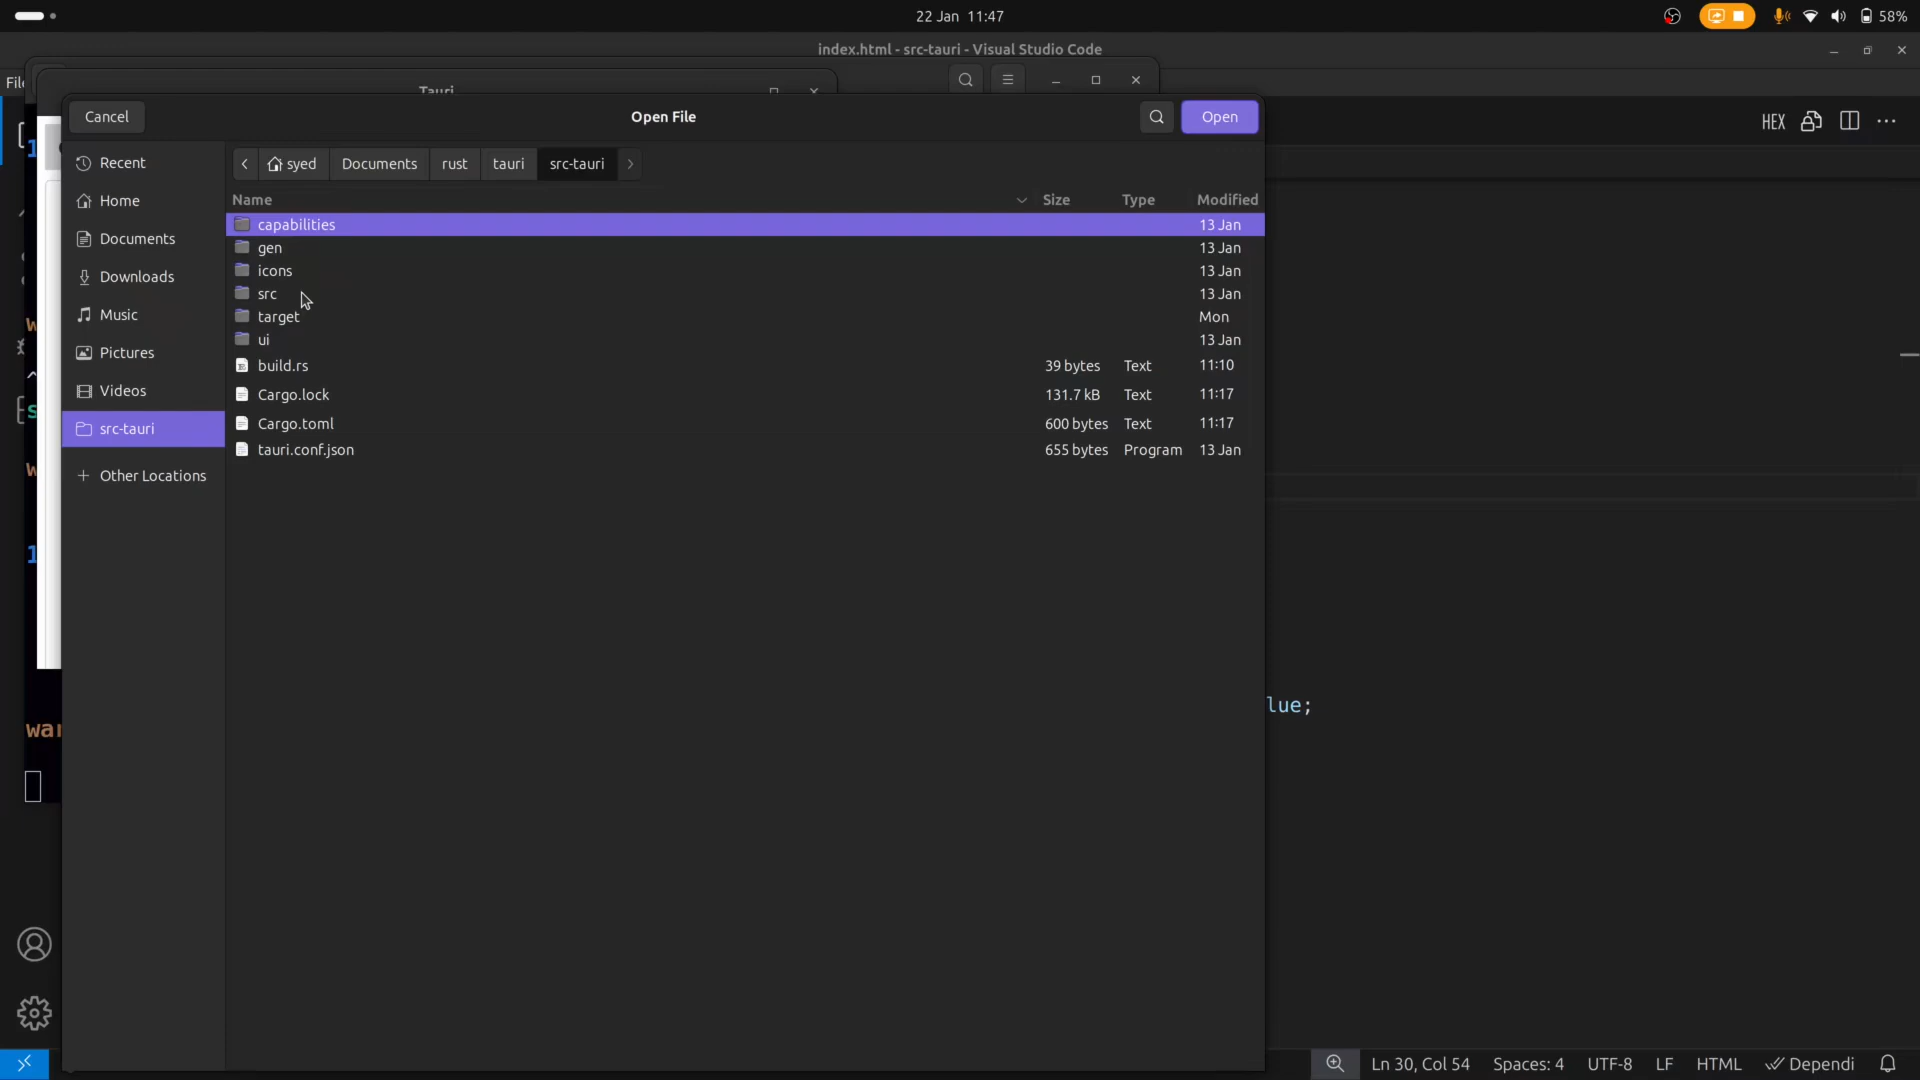 22 Jan 11:47
58%
index.html - src-tauri - Visual Studio Code
File
Tauri
Cancel
Open File
Open
HEX
Recent
Home
Documents
Downloads
Music
Pictures
Videos
src-tauri
Other Locations
syed Documents rust tauri src-tauri
Name Size Type Modified
capabilities 13 Jan
gen 13 Jan
icons 13 Jan
src 13 Jan
target Mon
ui 13 Jan
build.rs 39 bytes Text 11:10
Cargo.lock 131.7 kB Text 11:17
Cargo.toml 600 bytes Text 11:17
tauri.conf.json 655 bytes Program 13 Jan
lue;
war
Ln 30, Col 54 Spaces: 4 UTF-8 LF HTML Dependi